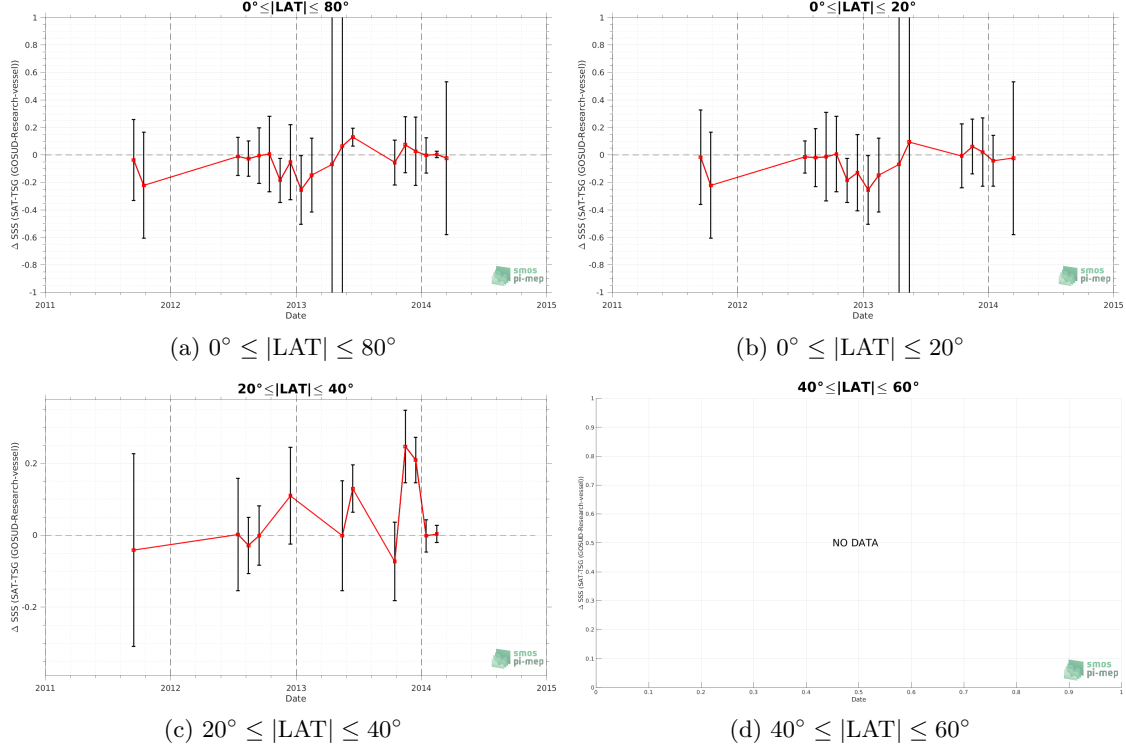 0°≤|LAT|≤ 80°
Δ SSS (SAT-TSG (GOSUD-Research-vessel))
1
0.8
0.6
0.4
0.2
0
-0.2
-0.4
-0.6
-0.8
-1
2011
2012
2013
2014
2015
Date
smos
pi-mep
(a) 0° ≤ |LAT| ≤ 80°
0°≤|LAT|≤ 20°
Δ SSS (SAT-TSG (GOSUD-Research-vessel))
1
0.8
0.6
0.4
0.2
0
-0.2
-0.4
-0.6
-0.8
-1
2011
2012
2013
2014
2015
Date
smos
pi-mep
(b) 0° ≤ |LAT| ≤ 20°
20°≤|LAT|≤ 40°
Δ SSS (SAT-TSG (GOSUD-Research-vessel))
0.2
0
-0.2
2011
2012
2013
2014
2015
Date
smos
pi-mep
(c) 20° ≤ |LAT| ≤ 40°
40°≤|LAT|≤ 60°
Δ SSS (SAT-TSG (GOSUD-Research-vessel))
1
0.9
0.8
0.7
0.6
0.5
0.4
0.3
0.2
0.1
0
NO DATA
0
0.1
0.2
0.3
0.4
0.5
0.6
0.7
0.8
0.9
1
Date
smos
pi-mep
(d) 40° ≤ |LAT| ≤ 60°